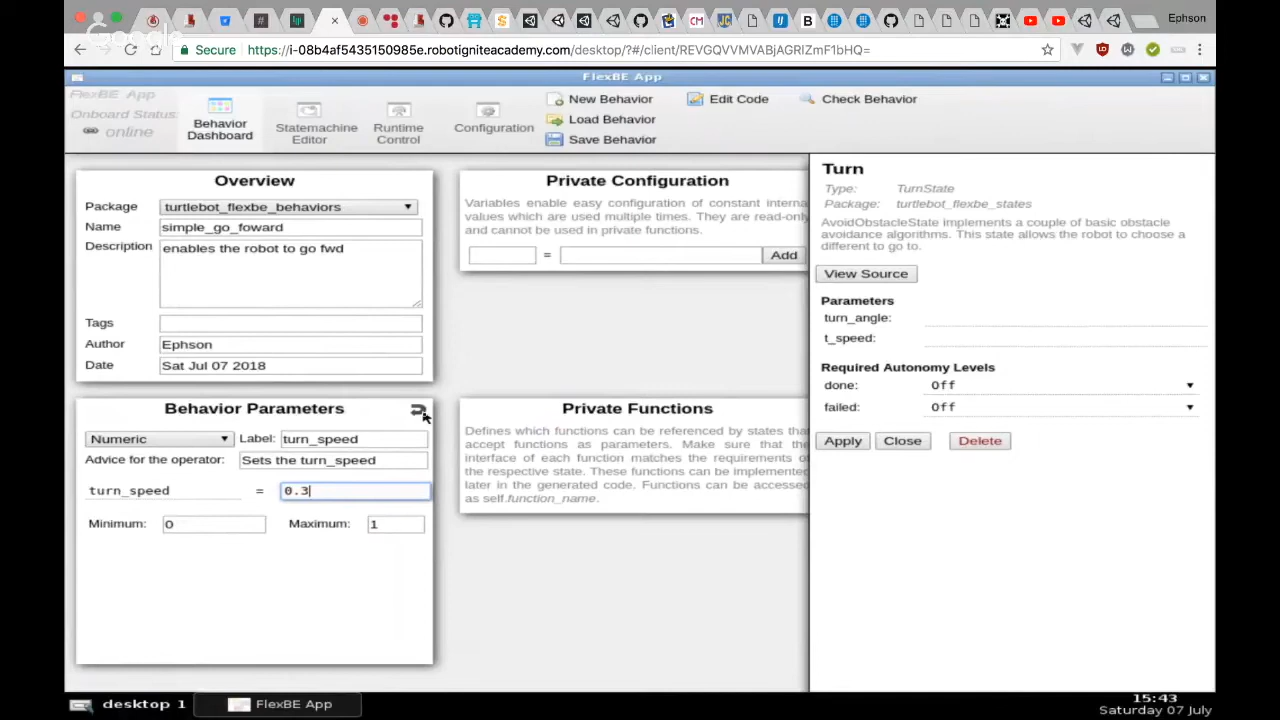 Ephson
Secure
https://i-08b4af5435150985e.robotigniteacademy.com/desktop/?#/client/REVGQVVMVABjAGRlZmF1bHQ=
Google
FlexBE App
FlexBE App
Onboard Status:
online
Behavior
Dashboard
Statemachine
Editor
Runtime
Control
Configuration
New Behavior
Load Behavior
Save Behavior
Edit Code
Check Behavior
Overview
Package turtlebot_flexbe_behaviors
Name simple_go_foward
Description enables the robot to go fwd
Tags
Author Ephson
Date Sat Jul 07 2018
Private Configuration
Variables enable easy configuration of constant interna
values which are used multiple times. They are read-only
and cannot be used in private functions.
= Add
Behavior Parameters
Numeric Label: turn_speed
Advice for the operator: Sets the turn_speed
turn_speed = 0.3
Minimum: 0 Maximum: 1
Private Functions
Defines which functions can be referenced by states tha
accept functions as parameters. Make sure that the
interface of each function matches the requirements o
the respective state. These functions can be implemented
later in the generated code. Functions can be accessed
as self.function_name.
Turn
Type: TurnState
Package: turtlebot_flexbe_states
AvoidObstacleState implements a couple of basic obstacle
avoidance algorithms. This state allows the robot to choose a
different to go to.
View Source
Parameters
turn_angle:
t_speed:
Required Autonomy Levels
done: Off
failed: Off
Apply Close Delete
desktop 1
FlexBE App
15:43
Saturday 07 July